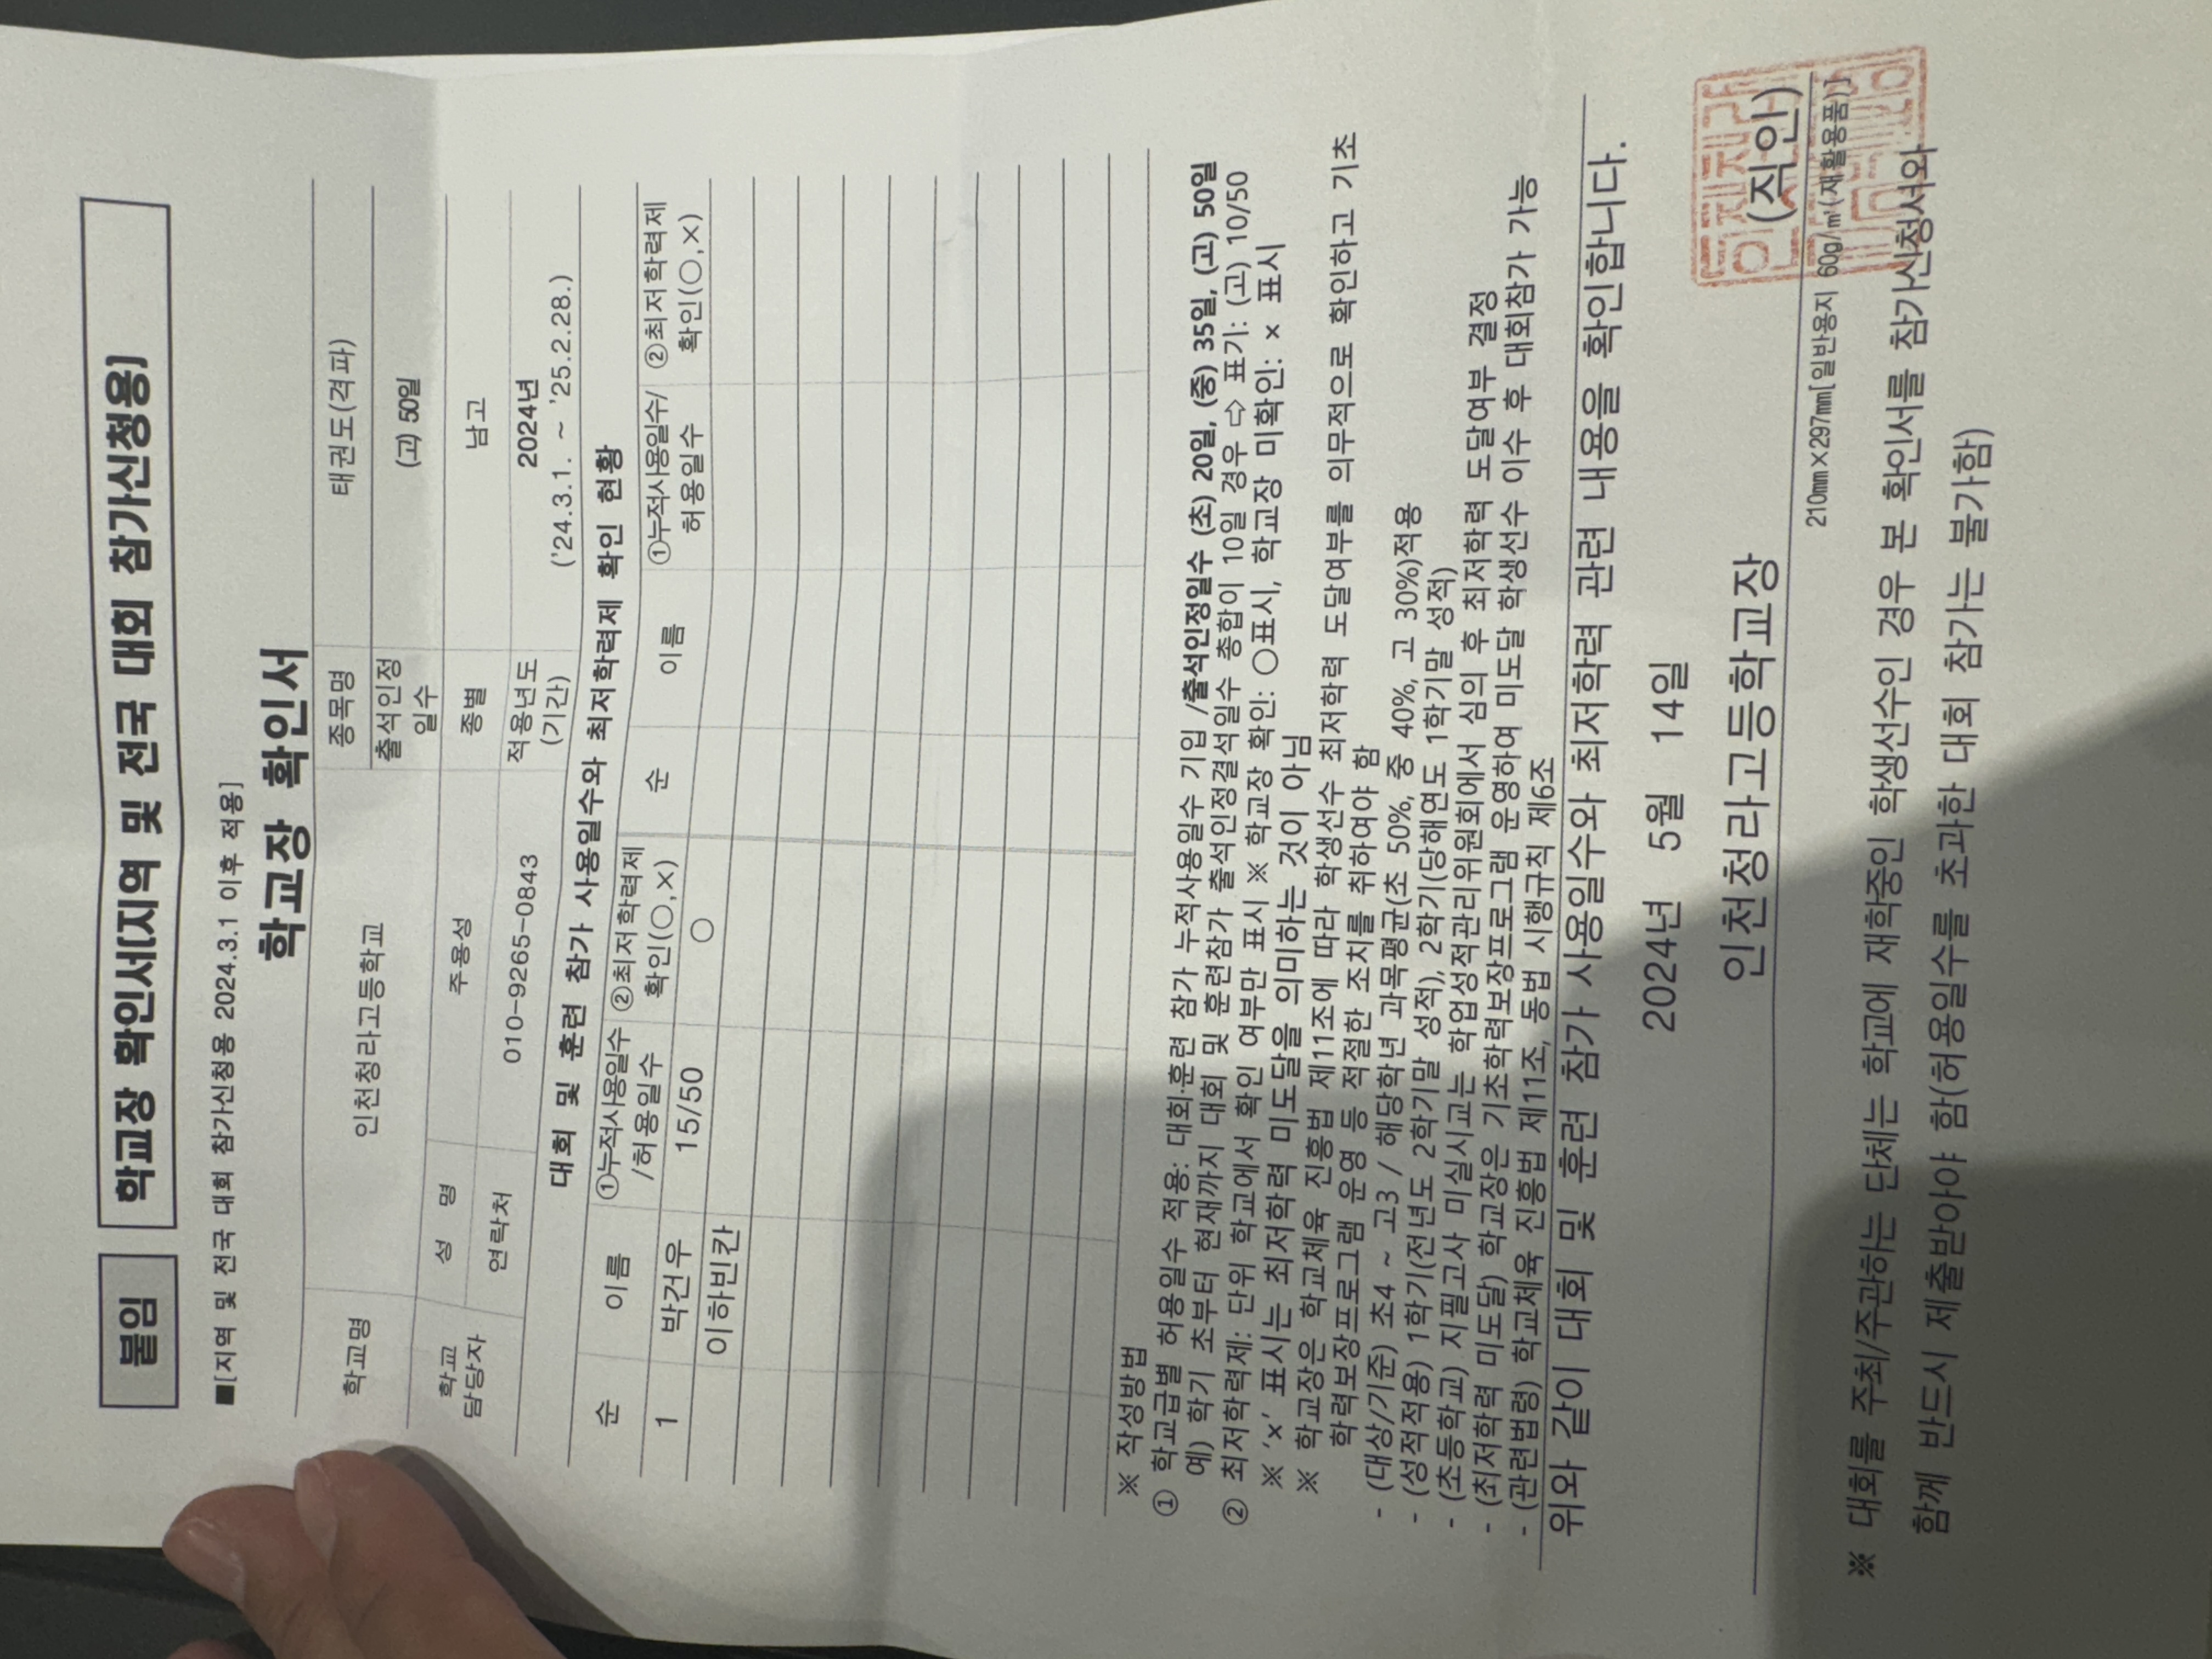 붙임 학교장 확인서[지역 및 전국 대회 참가신청용]
■[지역 및 전국 대회 참가신청용 2024.3.1 이후 적용]
학교장 확인서
학교명 인천청라고등학교 종목명 태권도(격파)
출석인정일수 (고) 50일
학교 담당자 성 명 주용성 종별 남고
연락처 010-9265-0843 적용년도 (기간) 2024년 ('24.3.1. ~ '25.2.28.)
대회 및 훈련 참가 사용일수와 최저학력제 확인 현황
순 이름 ①누적사용일수/허용일수 ②최저학력제 확인(○,×) 순 이름 ①누적사용일수/허용일수 ②최저학력제 확인(○,×)
1 박건우 15/50 ○
이하빈칸
※ 작성방법
① 학교급별 허용일수 적용: 대회·훈련 참가 누적사용일수 기입 /출석인정일수 (초) 20일, (중) 35일, (고) 50일
예) 학기 초부터 현재까지 대회 및 훈련참가 출석인정결석일수 총합이 10일 경우 ⇨ 표기: (고) 10/50
② 최저학력제: 단위 학교에서 확인 여부만 표시 ※ 학교장 확인: ○표시, 학교장 미확인: × 표시
※ '×' 표시는 최저학력 미도달을 의미하는 것이 아님
※ 학교장은 학교체육 진흥법 제11조에 따라 학생선수 최저학력 도달여부를 의무적으로 확인하고 기초
학력보장프로그램 운영 등 적절한 조치를 취하여야 함
- (대상/기준) 초4 ~ 고3 / 해당학년 과목평균(초 50%, 중 40%, 고 30%)적용
- (성적적용) 1학기(전년도 2학기말 성적), 2학기(당해연도 1학기말 성적)
- (초등학교) 지필고사 미실시교는 학업성적관리위원회에서 심의 후 최저학력 도달여부 결정
- (최저학력 미도달) 학교장은 기초학력보장프로그램 운영하여 미도달 학생선수 이수 후 대회참가 가능
- (관련법령) 학교체육 진흥법 제11조, 동법 시행규칙 제6조
위와 같이 대회 및 훈련 참가 사용일수와 최저학력 관련 내용을 확인합니다.
2024년 5월 14일
인천청라고등학교장 (직인)
210㎜×297㎜[일반용지 60g/㎡(재활용품)]
※ 대회를 주최/주관하는 단체는 학교에 재학중인 학생선수인 경우 본 확인서를 참가신청서와
함께 반드시 제출받아야 함(허용일수를 초과한 대회 참가는 불가함)